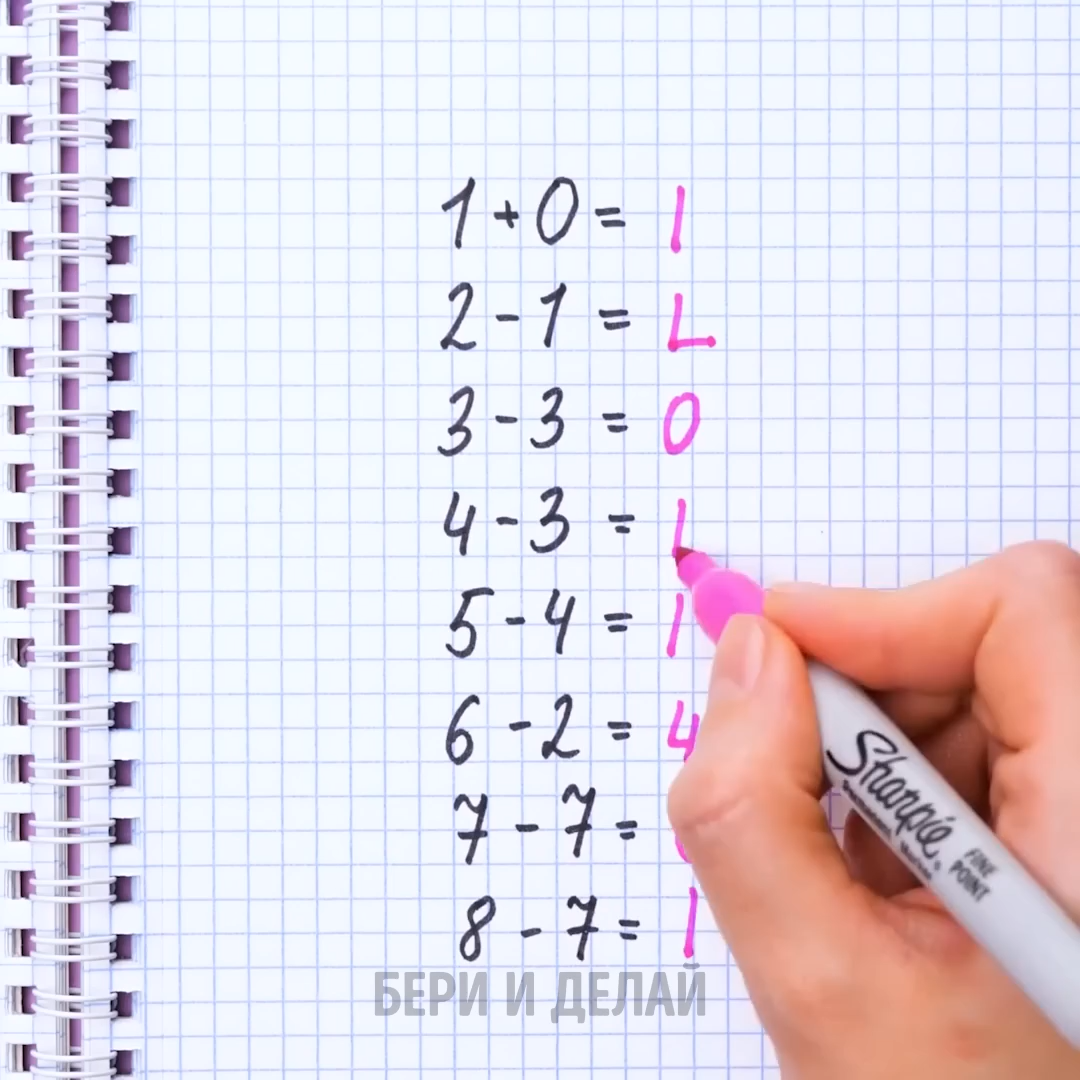 1 + 0 = 1
2 - 1 = L
3 - 3 = 0
4 - 3 = 1
5 - 4 = 1
6 - 2 = 4
7 - 7 =
8 - 7 = 1
Sharpie
FINE
POINT
БЕРИ И ДЕЛАЙ